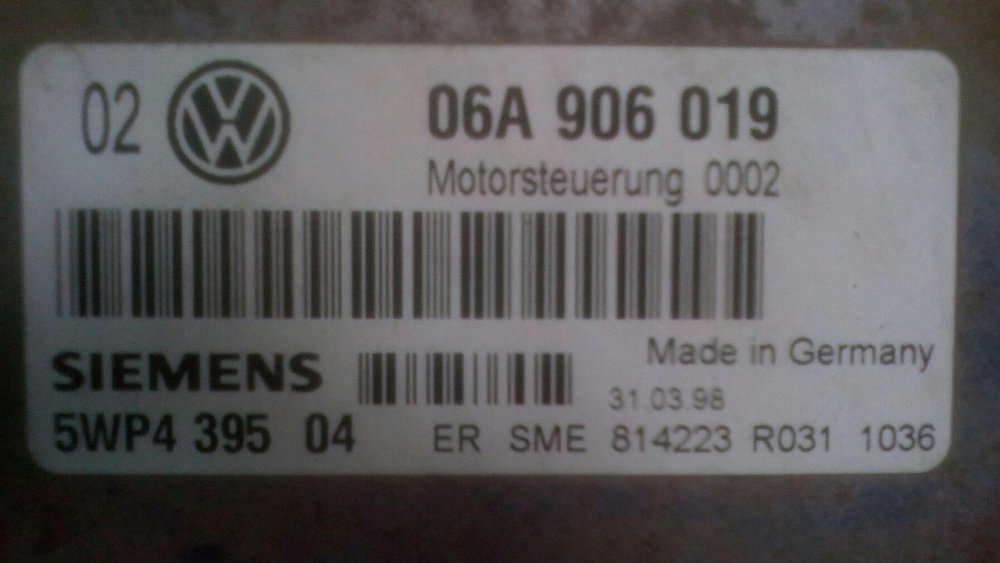 02 VW 06A 906 019
Motorsteuerung 0002
Made in Germany
SIEMENS
31.03.98
5WP4 395 04 ER SME 814223 R031 1036